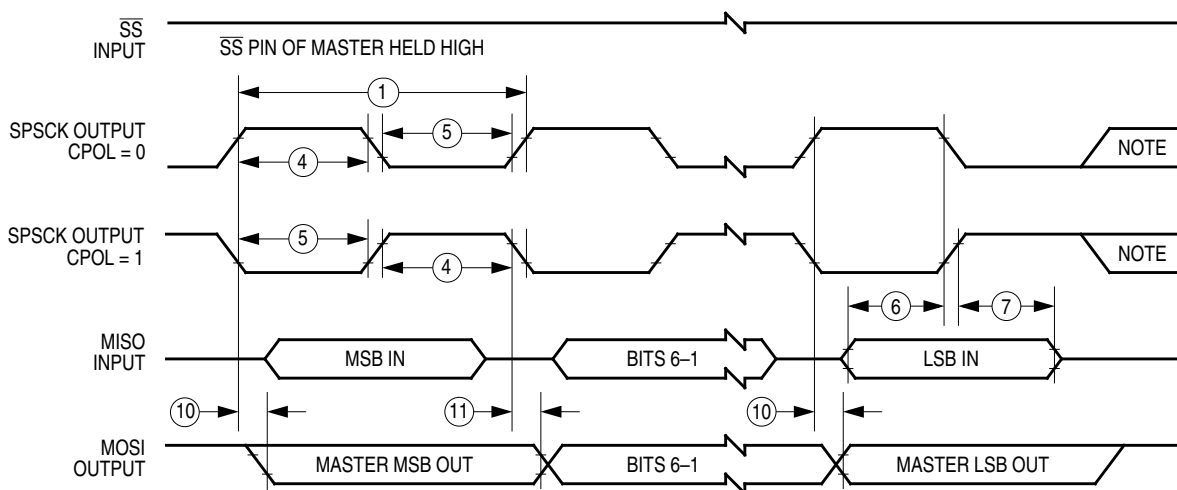 SS
INPUT
SS PIN OF MASTER HELD HIGH
1
SPSCK OUTPUT
CPOL = 0
5
4
NOTE
SPSCK OUTPUT
CPOL = 1
5
4
NOTE
6
7
MISO
INPUT
MSB IN
BITS 6–1
LSB IN
10
11
10
MOSI
OUTPUT
MASTER MSB OUT
BITS 6–1
MASTER LSB OUT